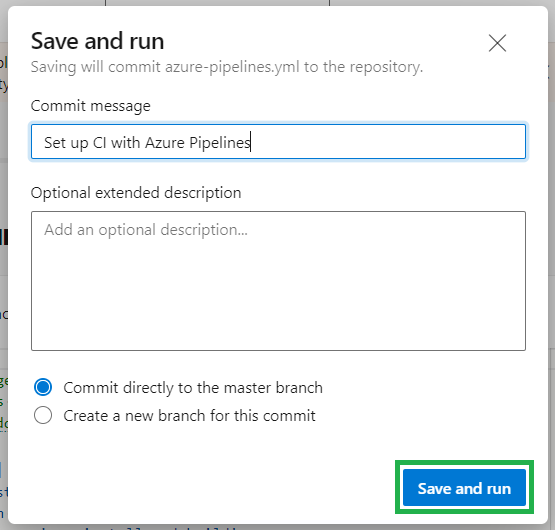 Save and run
Saving will commit azure-pipelines.yml to the repository.
Commit message
Set up CI with Azure Pipelines
Optional extended description
Add an optional description...
Commit directly to the master branch
Create a new branch for this commit
Save and run